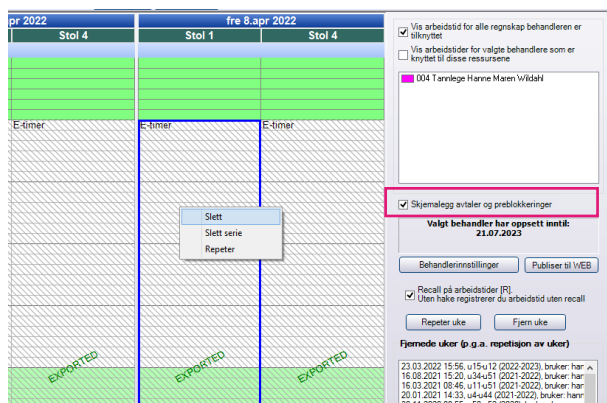 pr 2022
fre 8.apr 2022
Stol 4
Stol 1
Stol 4
E-timer
E-timer
E-timer
Slett
Slett serie
Repeter
EXPORTED
EXPORTED
EXPORTED
Vis arbeidstid for alle regnskap behandleren er
tilknyttet
Vis arbeidstider for valgte behandlere som er
knyttet til disse ressursene
004 Tannlege Hanne Maren Wildahl
Skjemalegg avtaler og preblokkeringer
Valgt behandler har oppsett inntil:
21.07.2023
Behandlerinnstillinger
Publiser til WEB
Recall på arbeidstider [R].
Uten hake registrerer du arbeidstid uten recall
Repeter uke
Fjern uke
Fjernede uker (p.g.a. repetisjon av uker)
23.03.2022 15:56, u15-u12 (2022-2023), bruker: har
16.08.2021 15:20, u34-u51 (2021-2022), bruker: har
16.03.2021 08:46, u11-u51 (2021-2022), bruker: har
20.01.2021 14:33, u4-u44 (2021-2022), bruker: hanr